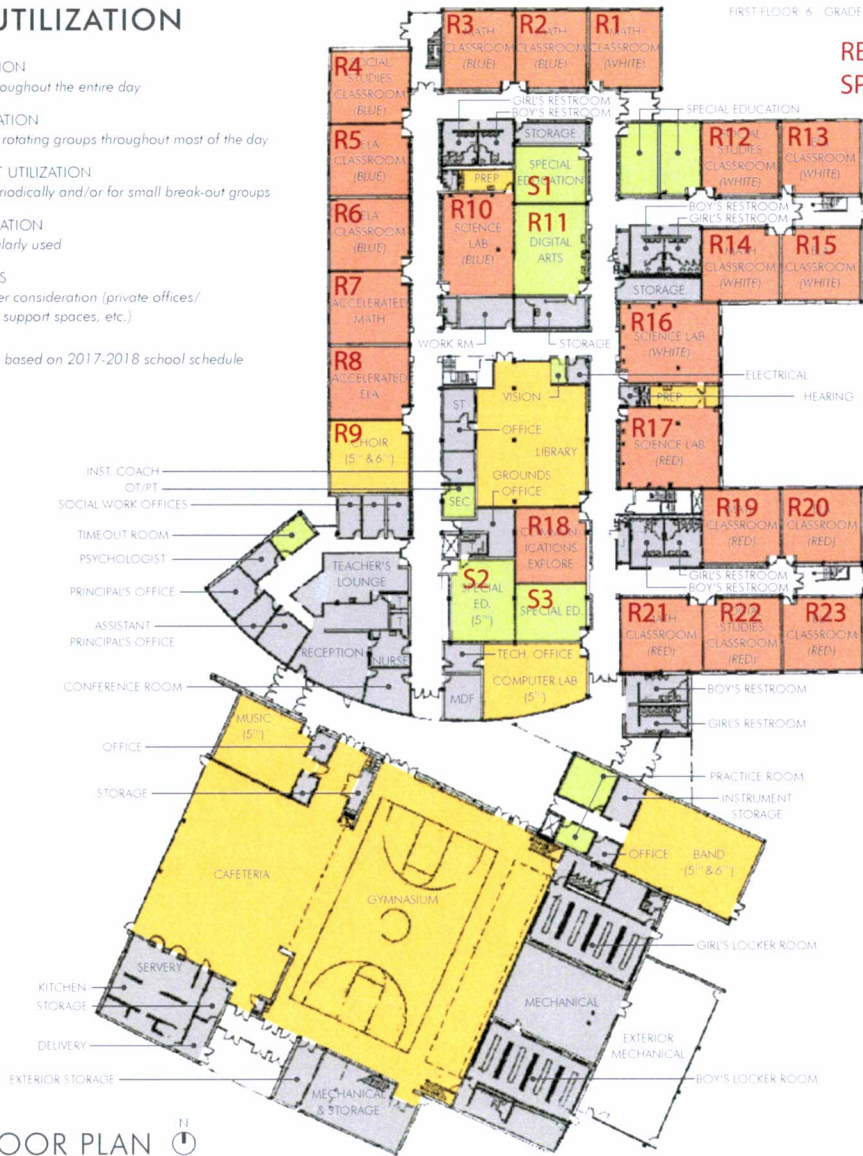 UTILIZATION
FIRST FLOOR: 6
GRADE
RE
SP
ION
oughout the entire day
ATION
rotating groups throughout most of the day
T UTILIZATION
riodically and/or for small break-out groups
ATION
larly used
S
er consideration (private offices/
support spaces, etc.)
based on 2017-2018 school schedule
R3
MATH
CLASSROOM
(BLUE)
R2
MATH
CLASSROOM
(BLUE)
R1
MATH
CLASSROOM
(WHITE)
R4
SOCIAL
STUDIES
CLASSROOM
(BLUE)
GIRL'S RESTROOM
BOY'S RESTROOM
STORAGE
SPECIAL EDUCATION
R5
ELA
CLASSROOM
(BLUE)
PREP
SPECIAL
EDUCATION
S1
R12
STUDIES
CLASSROOM
(WHITE)
R13
CLASSROOM
(WHITE)
R6
ELA
CLASSROOM
(BLUE)
R10
SCIENCE
LAB
(BLUE)
R11
DIGITAL
ARTS
BOY'S RESTROOM
GIRL'S RESTROOM
R14
CLASSROOM
(WHITE)
R15
CLASSROOM
(WHITE)
STORAGE
R7
ACCELERATED
MATH
WORK RM
STORAGE
R16
SCIENCE LAB
(WHITE)
R8
ACCELERATED
ELA
ELECTRICAL
VISION
PREP
HEARING
ST
OFFICE
LIBRARY
R9
CHOIR
(5TH & 6TH)
R17
SCIENCE LAB
(RED)
INST. COACH
OT/PT
SOCIAL WORK OFFICES
SEC
GROUNDS
OFFICE
R19
CLASSROOM
(RED)
R20
CLASSROOM
(RED)
TIMEOUT ROOM
PSYCHOLOGIST
PRINCIPAL'S OFFICE
ASSISTANT
PRINCIPAL'S OFFICE
TEACHER'S
LOUNGE
R18
ICATIONS
EXPLORE
GIRL'S RESTROOM
BOY'S RESTROOM
S2
SPECIAL
ED.
(5TH)
S3
SPECIAL ED.
R21
MATH
CLASSROOM
(RED)
R22
STUDIES
CLASSROOM
(RED)
R23
CLASSROOM
(RED)
RECEPTION
T
NURSE
TECH. OFFICE
CONFERENCE ROOM
MDF
COMPUTER LAB
(5TH)
BOY'S RESTROOM
GIRL'S RESTROOM
MUSIC
(5TH)
OFFICE
STORAGE
PRACTICE ROOM
INSTRUMENT
STORAGE
OFFICE
BAND
(5TH & 6TH)
CAFETERIA
GYMNASIUM
GIRL'S LOCKER ROOM
SERVERY
KITCHEN
STORAGE
DELIVERY
MECHANICAL
EXTERIOR
MECHANICAL
EXTERIOR STORAGE
MECHANICAL
& STORAGE
BOY'S LOCKER ROOM
OOR PLAN
N